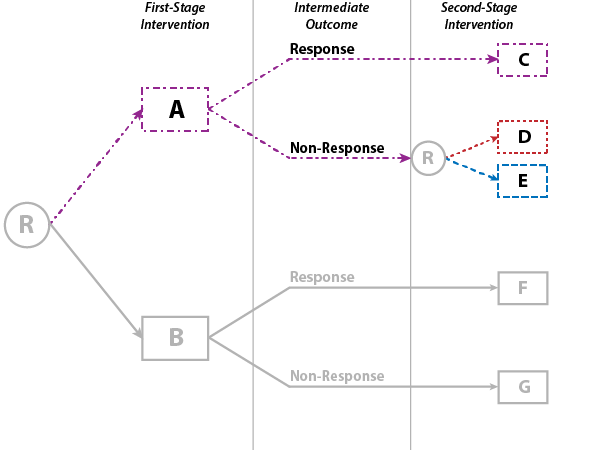 First-Stage
Intervention
Intermediate
Outcome
Second-Stage
Intervention
Response
C
A
Non-Response
R
D
E
R
Response
F
B
Non-Response
G